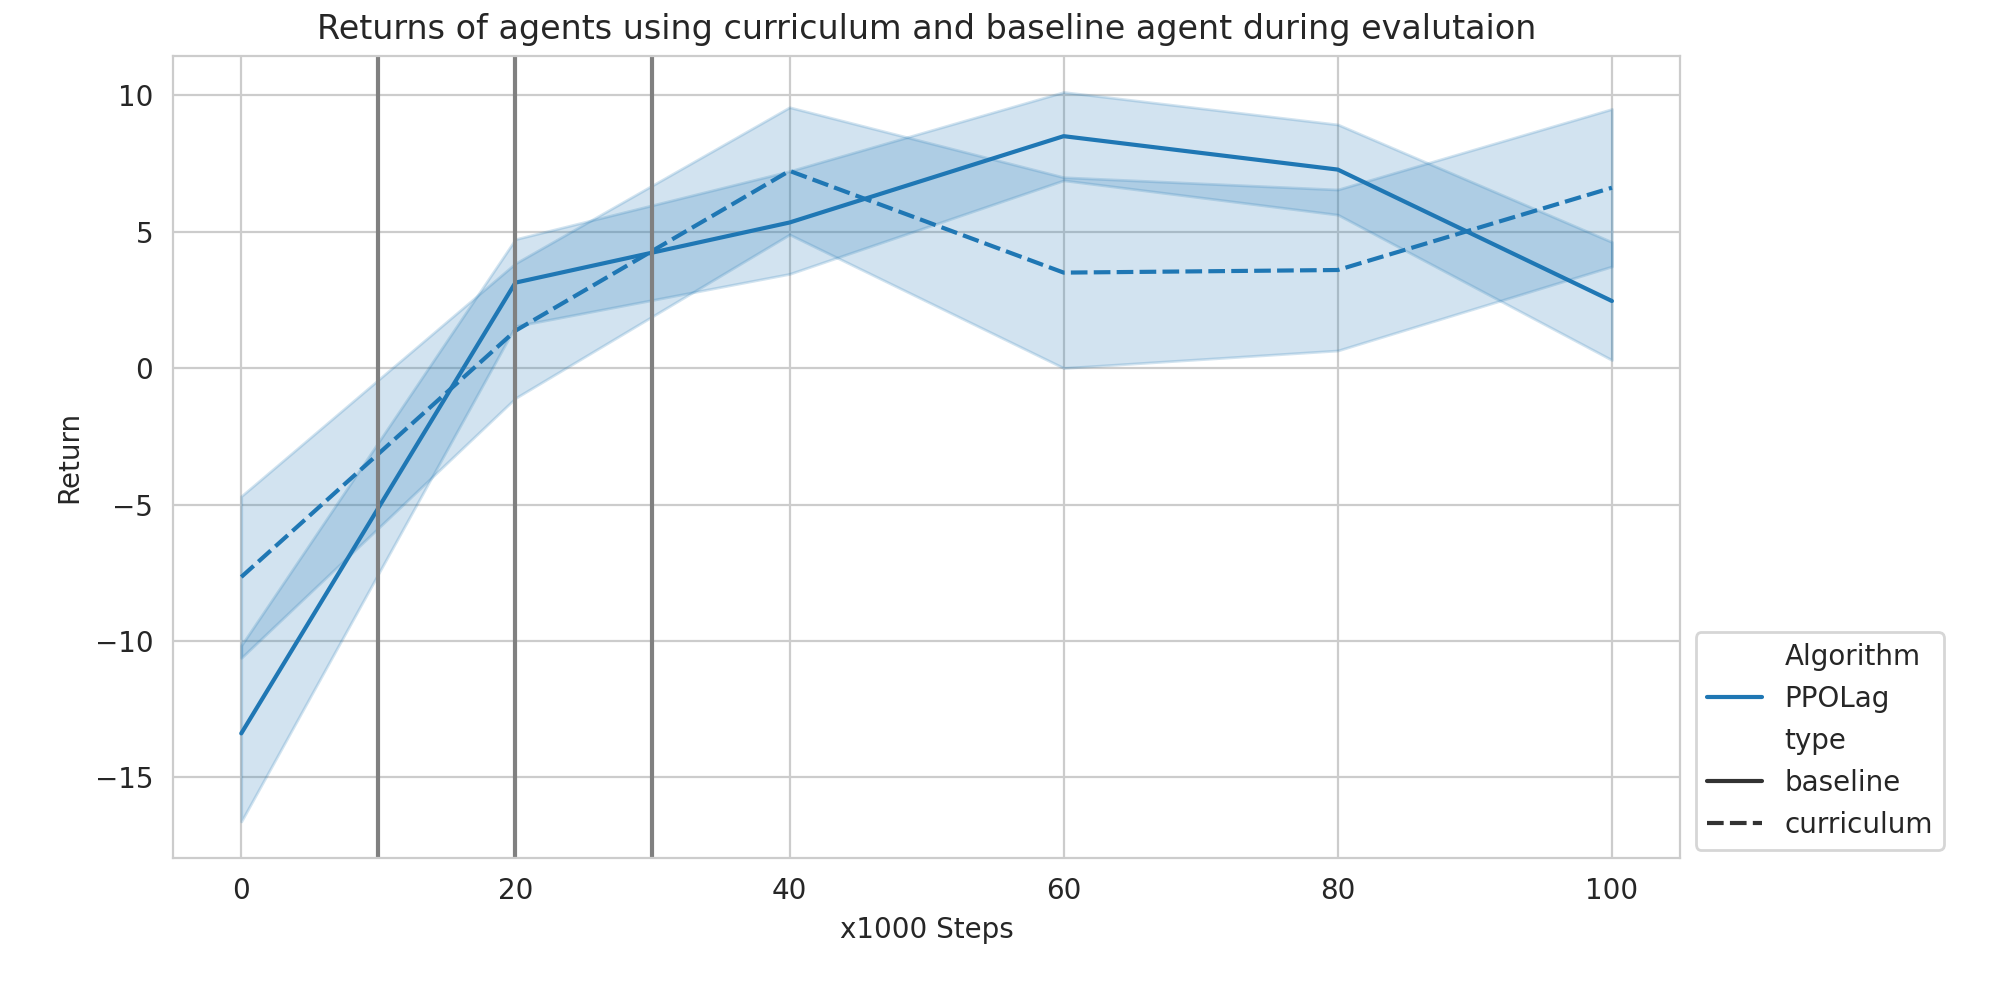 Returns of agents using curriculum and baseline agent during evalutaion
10
5
0
−5
−10
−15
Return
0 20 40 60 80 100
x1000 Steps
Algorithm
PPOLag
type
baseline
curriculum